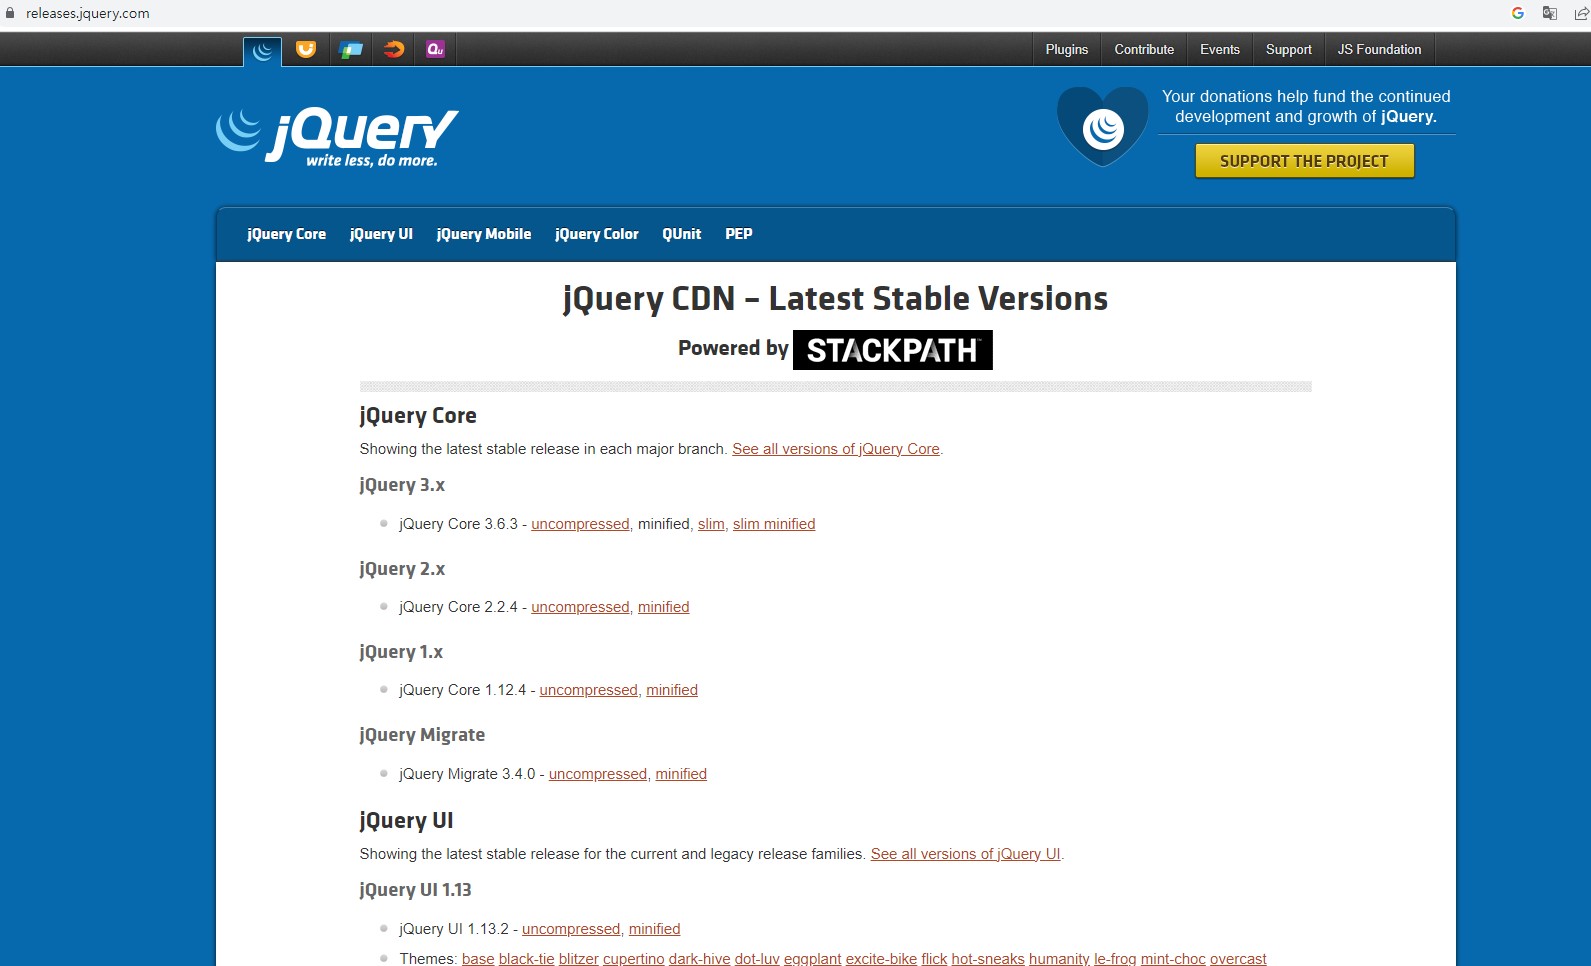 releases.jquery.com
Qu
Plugins Contribute Events Support JS Foundation
jQuery
write less, do more.
Your donations help fund the continued
development and growth of jQuery.
SUPPORT THE PROJECT
jQuery Core jQuery UI jQuery Mobile jQuery Color QUnit PEP
jQuery CDN – Latest Stable Versions
Powered by STACKPATH
jQuery Core
Showing the latest stable release in each major branch. See all versions of jQuery Core.
jQuery 3.x
jQuery Core 3.6.3 - uncompressed, minified, slim, slim minified
jQuery 2.x
jQuery Core 2.2.4 - uncompressed, minified
jQuery 1.x
jQuery Core 1.12.4 - uncompressed, minified
jQuery Migrate
jQuery Migrate 3.4.0 - uncompressed, minified
jQuery UI
Showing the latest stable release for the current and legacy release families. See all versions of jQuery UI.
jQuery UI 1.13
jQuery UI 1.13.2 - uncompressed, minified
Themes: base black-tie blitzer cupertino dark-hive dot-luv eggplant excite-bike flick hot-sneaks humanity le-frog mint-choc overcast